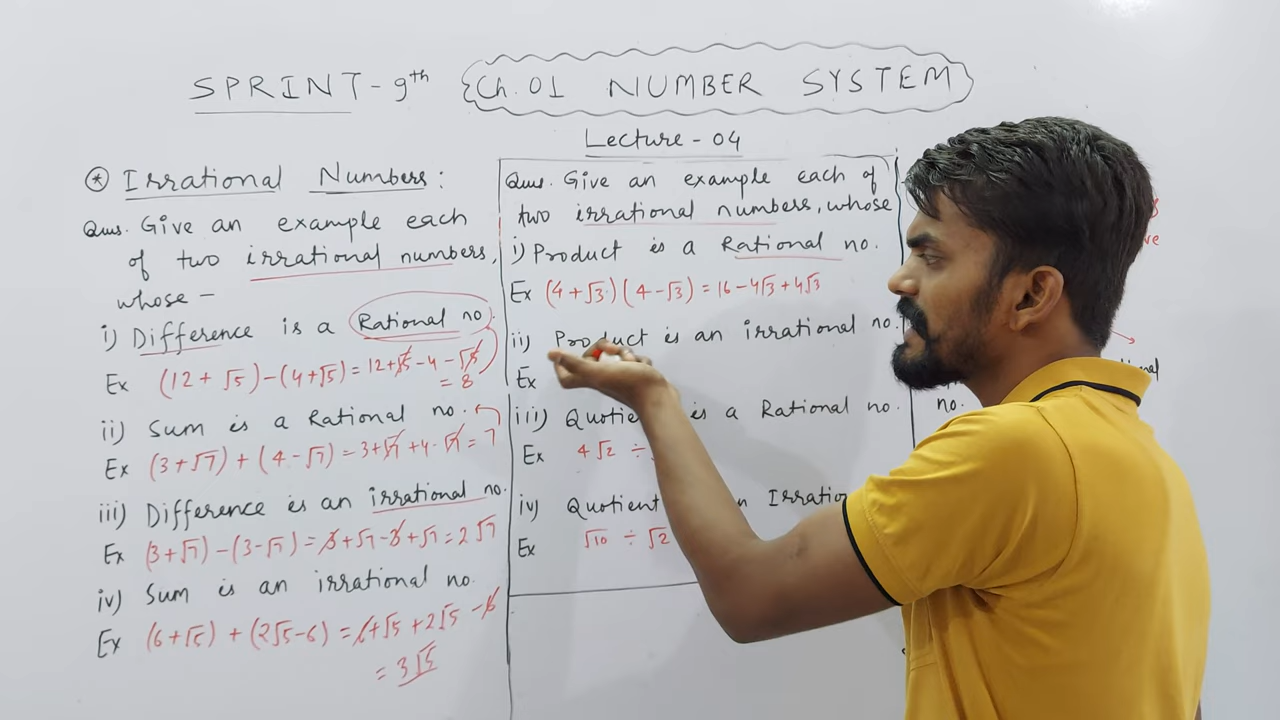 SPRINT - 9th Ch. 01 NUMBER SYSTEM
Lecture - 04
* Irrational Numbers:
Ques. Give an example each
of two irrational numbers,
whose -
i) Difference is a Rational no.
Ex (12 + √5) - (4 + √5) = 12 + √5 - 4 - √5
= 8
ii) Sum is a Rational no.
Ex (3 + √7) + (4 - √7) = 3 + √7 + 4 - √7 = 7
iii) Difference is an irrational no.
Ex (3 + √7) - (3 - √7) = 3 + √7 - 3 + √7 = 2√7
iv) Sum is an irrational no.
Ex (6 + √5) + (2√5 - 6) = 6 + √5 + 2√5 - 6
= 3√5
Ques. Give an example each of
two irrational numbers, whose
i) Product is a Rational no.
Ex (4 + √3) (4 - √3) = 16 - 4√3 + 4√3
ii) Product is an irrational no.
Ex
iii) Quotie is a Rational no.
Ex 4√2 ÷
iv) Quotient n Irratio
Ex √10 ÷ √2
no.